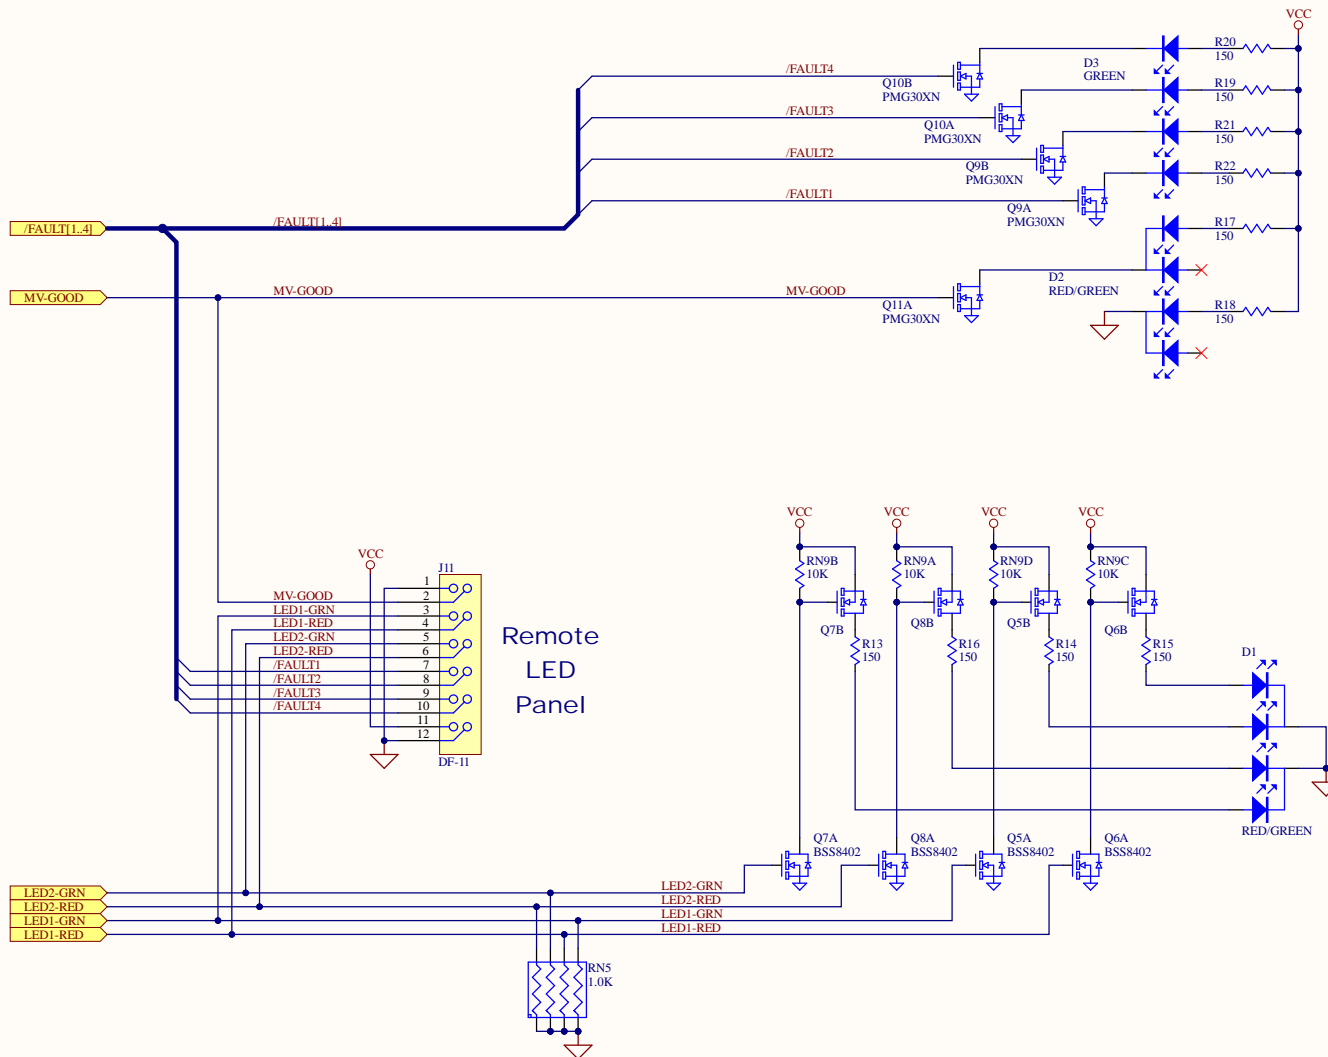 VCC
R20
150
D3
GREEN
/FAULT4
Q10B
PMG30XN
R19
150
/FAULT3
Q10A
PMG30XN
R21
150
/FAULT2
Q9B
PMG30XN
R22
150
/FAULT1
Q9A
PMG30XN
/FAULT[1..4]
/FAULT[1..4]
R17
150
MV-GOOD
MV-GOOD
MV-GOOD
Q11A
PMG30XN
D2
RED/GREEN
R18
150
VCC
VCC
VCC
VCC
RN9B
10K
RN9A
10K
RN9D
10K
RN9C
10K
Q7B
Q8B
Q5B
Q6B
R13
150
R16
150
R14
150
R15
150
D1
RED/GREEN
VCC
J11
1
MV-GOOD 2
LED1-GRN 3
LED1-RED 4
LED2-GRN 5
LED2-RED 6
/FAULT1 7
/FAULT2 8
/FAULT3 9
/FAULT4 10
11
12
DF-11
Remote
LED
Panel
Q7A
BSS8402
Q8A
BSS8402
Q5A
BSS8402
Q6A
BSS8402
LED2-GRN
LED2-RED
LED1-GRN
LED1-RED
LED2-GRN
LED2-RED
LED1-GRN
LED1-RED
RN5
1.0K